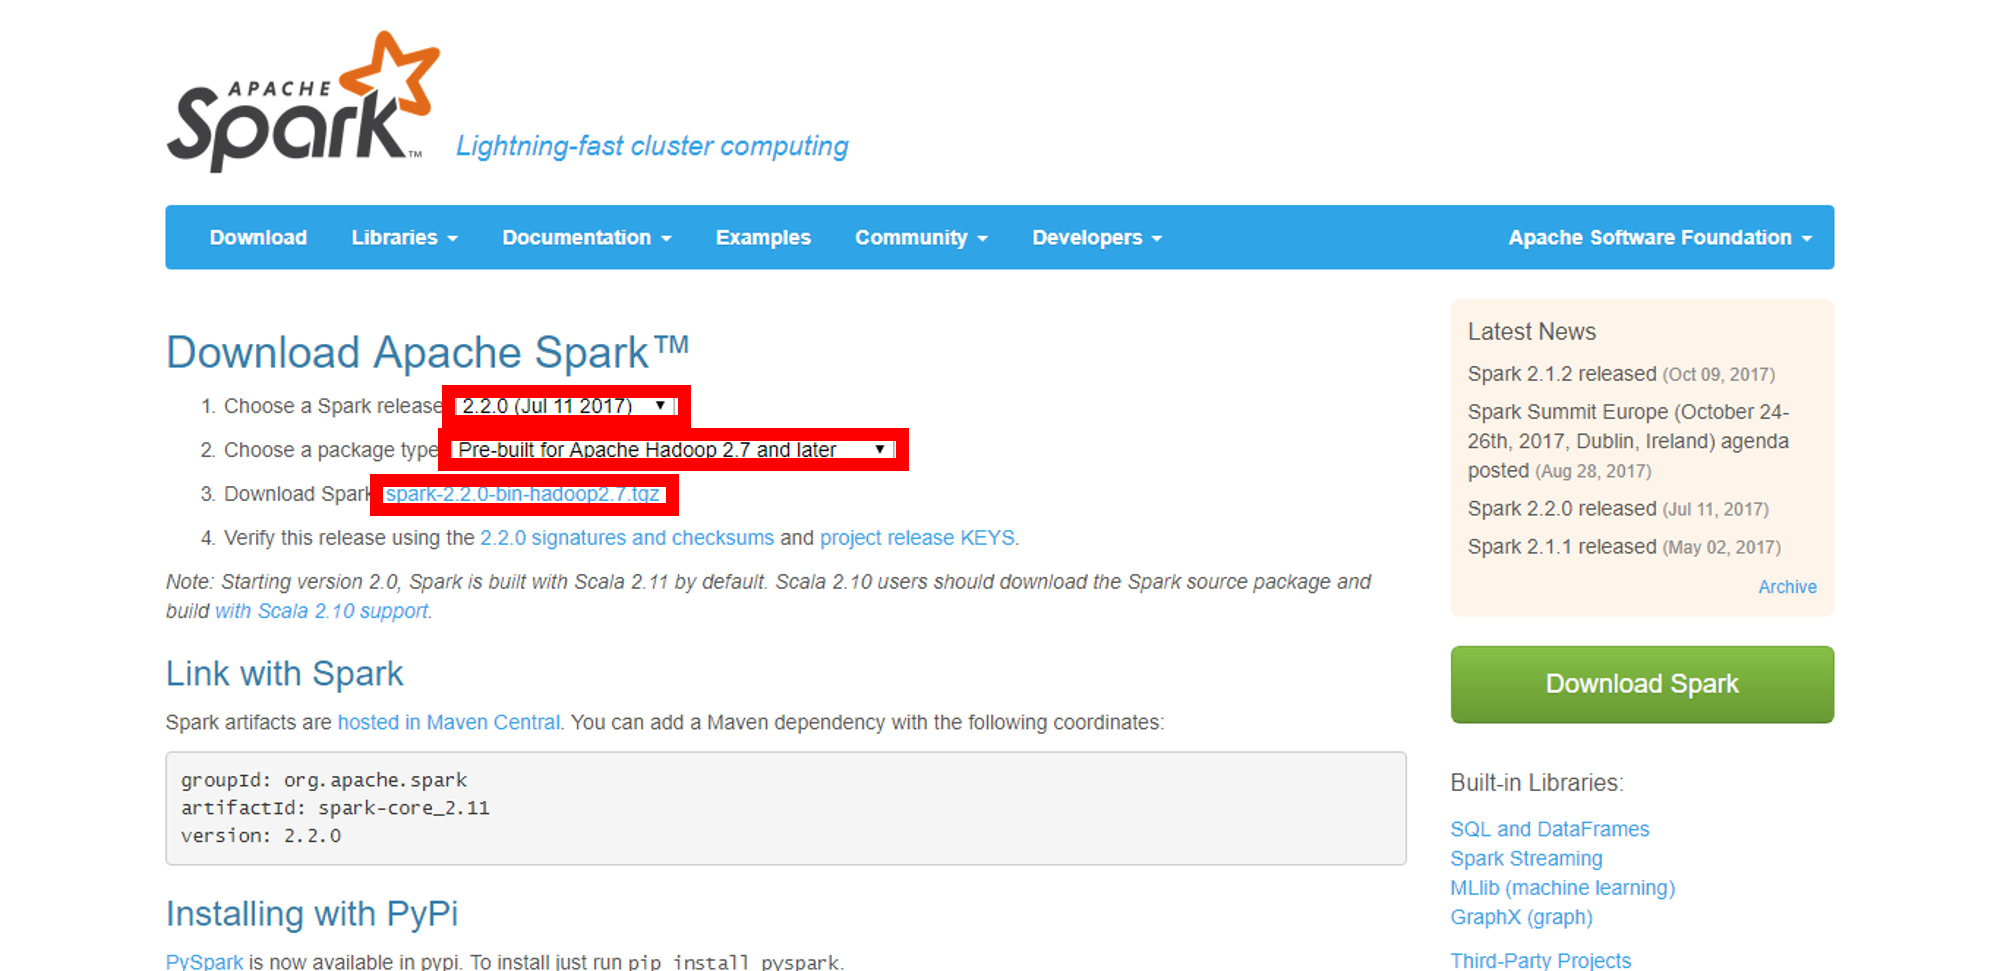 APACHE
Spark™
Lightning-fast cluster computing
Download Libraries Documentation Examples Community Developers Apache Software Foundation
Download Apache Spark™
1. Choose a Spark release 2.2.0 (Jul 11 2017)
2. Choose a package type Pre-built for Apache Hadoop 2.7 and later
3. Download Spark spark-2.2.0-bin-hadoop2.7.tgz
4. Verify this release using the 2.2.0 signatures and checksums and project release KEYS.
Note: Starting version 2.0, Spark is built with Scala 2.11 by default. Scala 2.10 users should download the Spark source package and
build with Scala 2.10 support.
Link with Spark
Spark artifacts are hosted in Maven Central. You can add a Maven dependency with the following coordinates:
groupId: org.apache.spark
artifactId: spark-core_2.11
version: 2.2.0
Installing with PyPi
PySpark is now available in pypi. To install just run pip install pyspark.
Latest News
Spark 2.1.2 released (Oct 09, 2017)
Spark Summit Europe (October 24-
26th, 2017, Dublin, Ireland) agenda
posted (Aug 28, 2017)
Spark 2.2.0 released (Jul 11, 2017)
Spark 2.1.1 released (May 02, 2017)
Archive
Download Spark
Built-in Libraries:
SQL and DataFrames
Spark Streaming
MLlib (machine learning)
GraphX (graph)
Third-Party Projects